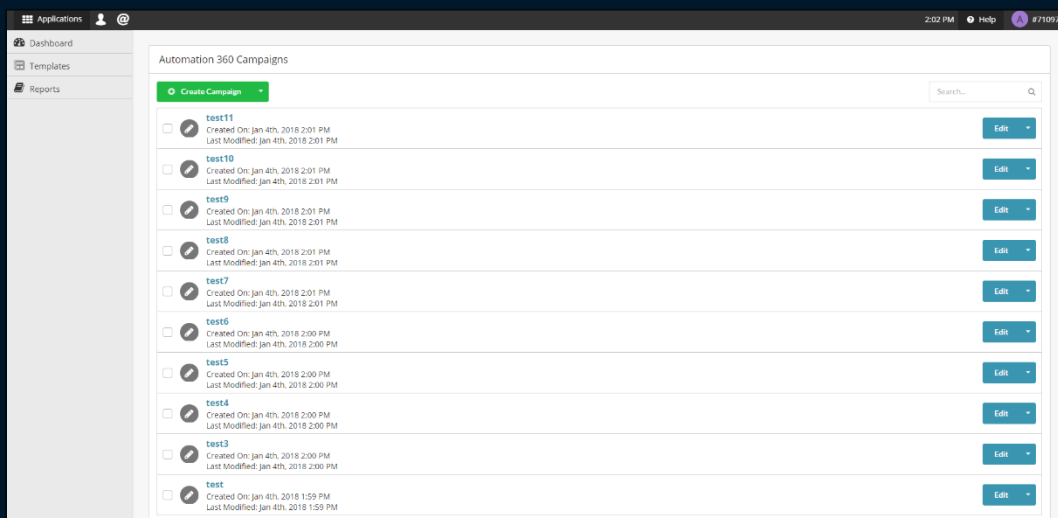 Applications @ 2:02 PM Help A #71097
Dashboard
Templates
Reports
Automation 360 Campaigns
Create Campaign Search...
test11
Created On: Jan 4th, 2018 2:01 PM
Last Modified: Jan 4th, 2018 2:01 PM
Edit
test10
Created On: Jan 4th, 2018 2:01 PM
Last Modified: Jan 4th, 2018 2:01 PM
Edit
test9
Created On: Jan 4th, 2018 2:01 PM
Last Modified: Jan 4th, 2018 2:01 PM
Edit
test8
Created On: Jan 4th, 2018 2:01 PM
Last Modified: Jan 4th, 2018 2:01 PM
Edit
test7
Created On: Jan 4th, 2018 2:01 PM
Last Modified: Jan 4th, 2018 2:01 PM
Edit
test6
Created On: Jan 4th, 2018 2:00 PM
Last Modified: Jan 4th, 2018 2:00 PM
Edit
test5
Created On: Jan 4th, 2018 2:00 PM
Last Modified: Jan 4th, 2018 2:00 PM
Edit
test4
Created On: Jan 4th, 2018 2:00 PM
Last Modified: Jan 4th, 2018 2:00 PM
Edit
test3
Created On: Jan 4th, 2018 2:00 PM
Last Modified: Jan 4th, 2018 2:00 PM
Edit
test
Created On: Jan 4th, 2018 1:59 PM
Last Modified: Jan 4th, 2018 1:59 PM
Edit